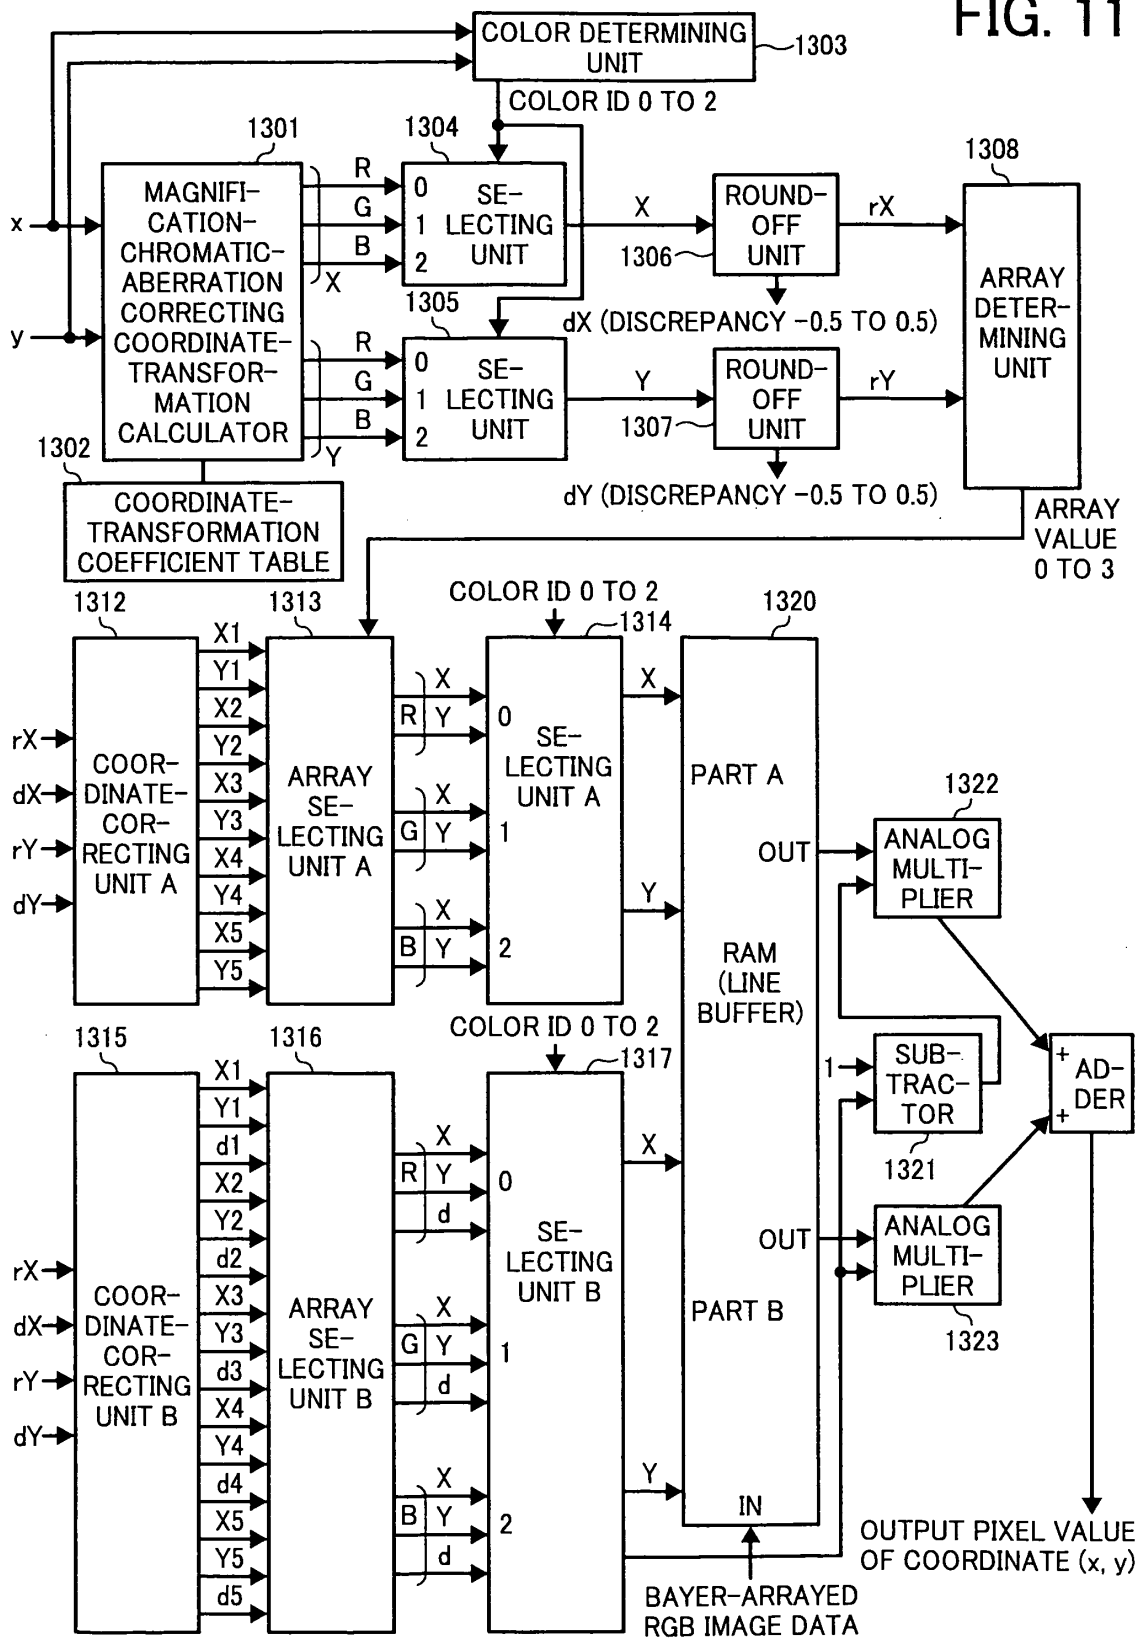 FIG. 11
COLOR DETERMINING
UNIT
1303
COLOR ID 0 TO 2
1301
1304
1308
x
y
MAGNIFI-
CATION-
CHROMATIC-
ABERRATION
CORRECTING
COORDINATE-
TRANSFOR-
MATION
CALCULATOR
R
G
B
X
0
1
2
SE-
LECTING
UNIT
X
ROUND-
OFF
UNIT
1306
rX
dX (DISCREPANCY -0.5 TO 0.5)
ARRAY
DETER-
MINING
UNIT
1305
R
G
B
Y
0
1
2
SE-
LECTING
UNIT
Y
ROUND-
OFF
UNIT
1307
rY
dY (DISCREPANCY -0.5 TO 0.5)
1302
COORDINATE-
TRANSFORMATION
COEFFICIENT TABLE
ARRAY
VALUE
0 TO 3
1312
1313
COLOR ID 0 TO 2
1314
1320
rX
dX
rY
dY
COOR-
DINATE-
COR-
RECTING
UNIT A
X1
Y1
X2
Y2
X3
Y3
X4
Y4
X5
Y5
ARRAY
SE-
LECTING
UNIT A
R
X
Y
G
X
Y
B
X
Y
0
1
2
SE-
LECTING
UNIT A
X
Y
PART A
OUT
RAM
(LINE
BUFFER)
1322
ANALOG
MULTI-
PLIER
1
SUB-
TRAC-
TOR
1321
+
+
AD-
DER
1315
1316
COLOR ID 0 TO 2
1317
rX
dX
rY
dY
COOR-
DINATE-
COR-
RECTING
UNIT B
X1
Y1
d1
X2
Y2
d2
X3
Y3
d3
X4
Y4
d4
X5
Y5
d5
ARRAY
SE-
LECTING
UNIT B
R
X
Y
d
G
X
Y
d
B
X
Y
d
0
1
2
SE-
LECTING
UNIT B
X
Y
OUT
PART B
IN
ANALOG
MULTI-
PLIER
1323
BAYER-ARRAYED
RGB IMAGE DATA
OUTPUT PIXEL VALUE
OF COORDINATE (x, y)